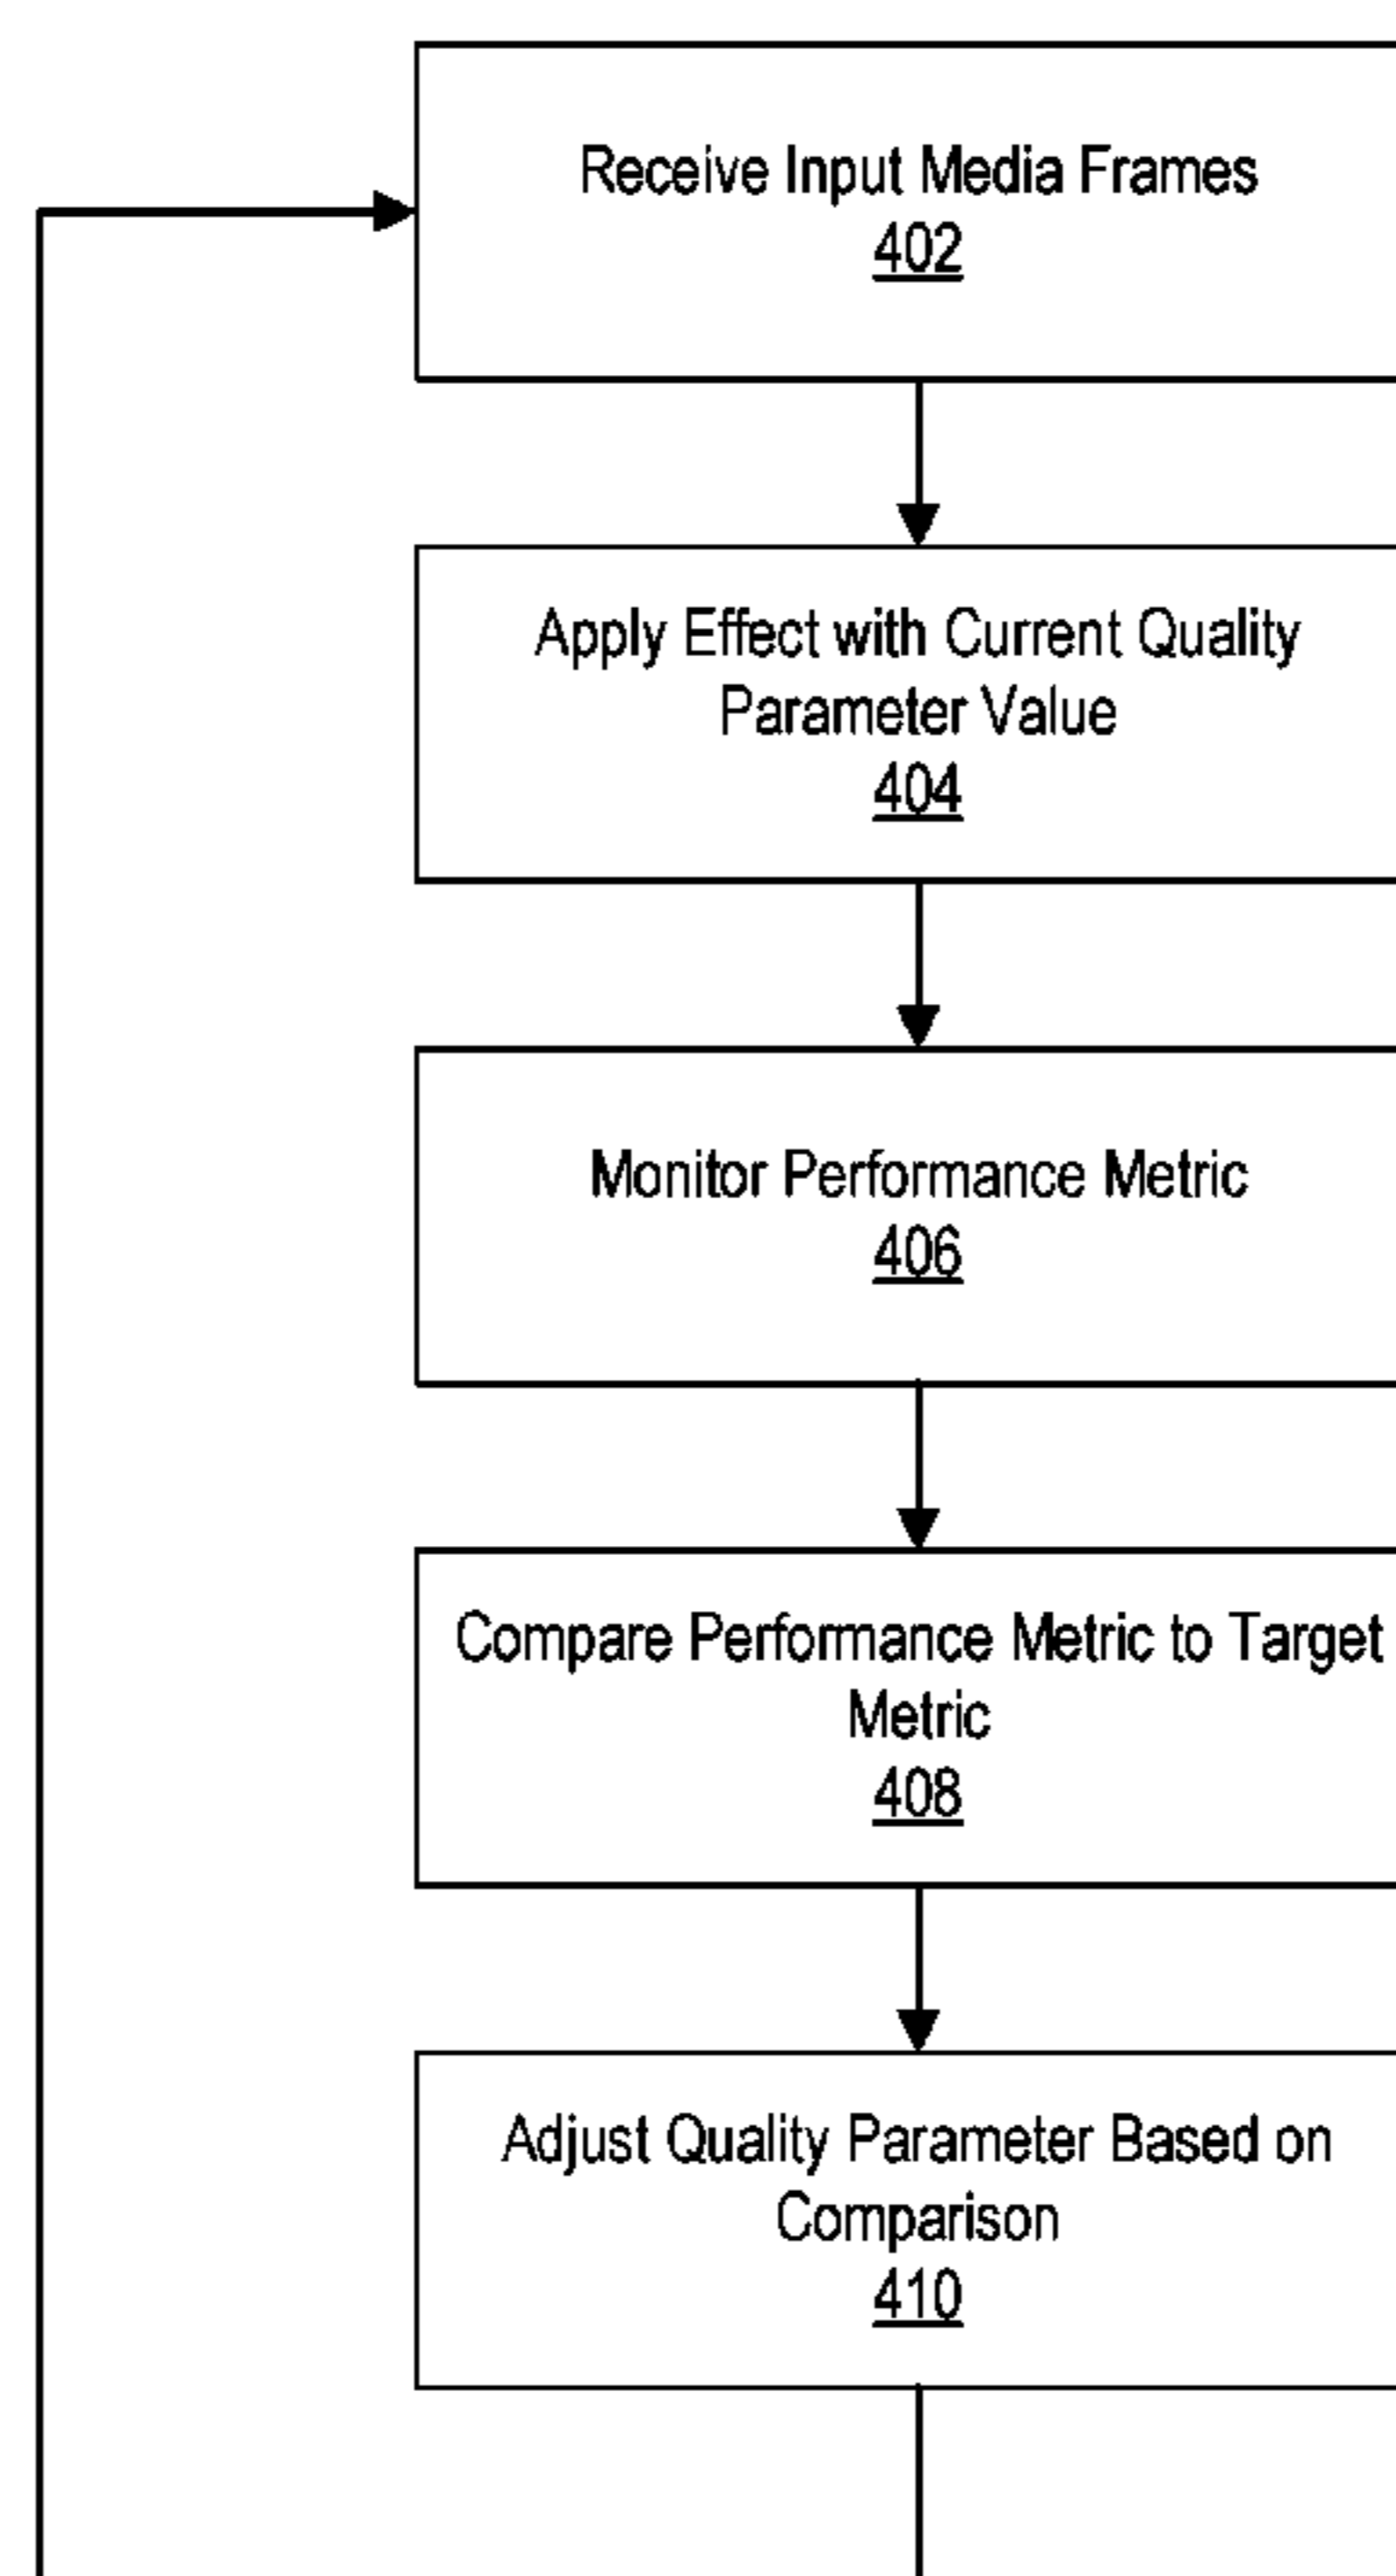 Receive Input Media Frames
402
Apply Effect with Current Quality
Parameter Value
404
Monitor Performance Metric
406
Compare Performance Metric to Target
Metric
408
Adjust Quality Parameter Based on
Comparison
410